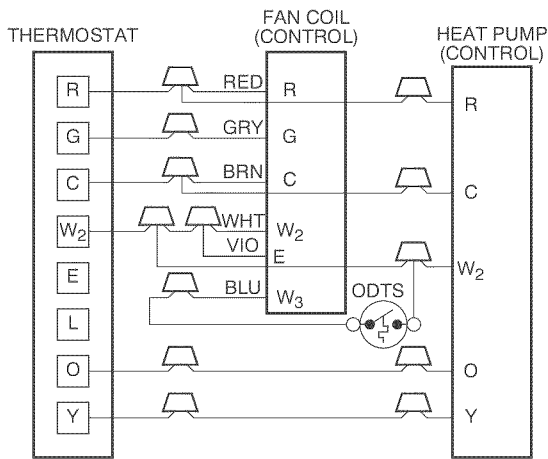 THERMOSTAT
FAN COIL
(CONTROL)
HEAT PUMP
(CONTROL)
R
RED
R
R
G
GRY
G
C
BRN
C
C
W2
WHT
W2
VIO
E
W2
E
BLU
W3
ODTS
L
O
O
Y
Y